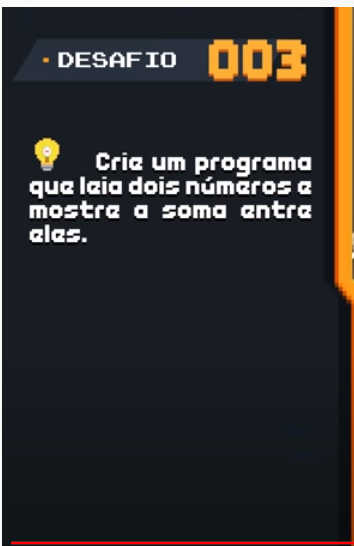 · DESAFIO 003
Crie um programa
que leia dois números e
mostre a soma entre
eles.